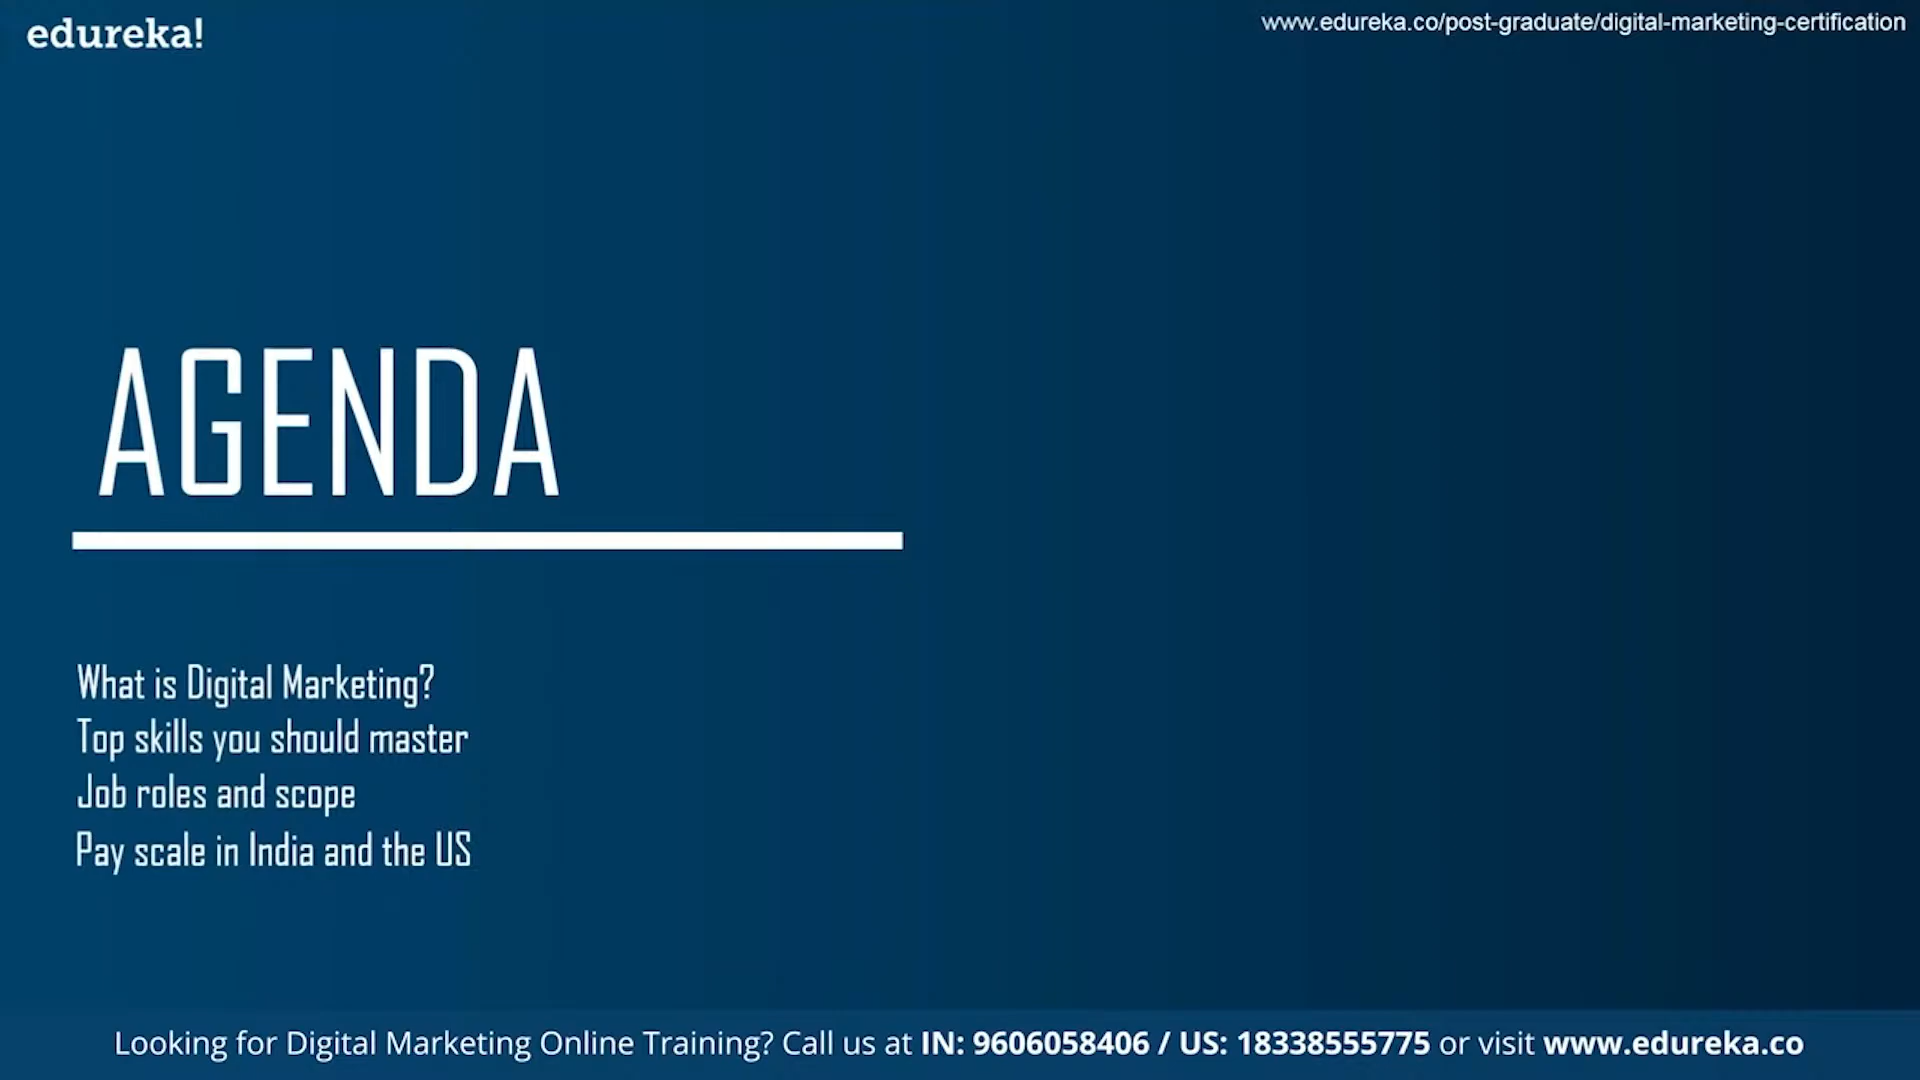 edureka!
www.edureka.co/post-graduate/digital-marketing-certification
AGENDA
What is Digital Marketing?
Top skills you should master
Job roles and scope
Pay scale in India and the US
Looking for Digital Marketing Online Training? Call us at IN: 9606058406 / US: 18338555775 or visit www.edureka.co